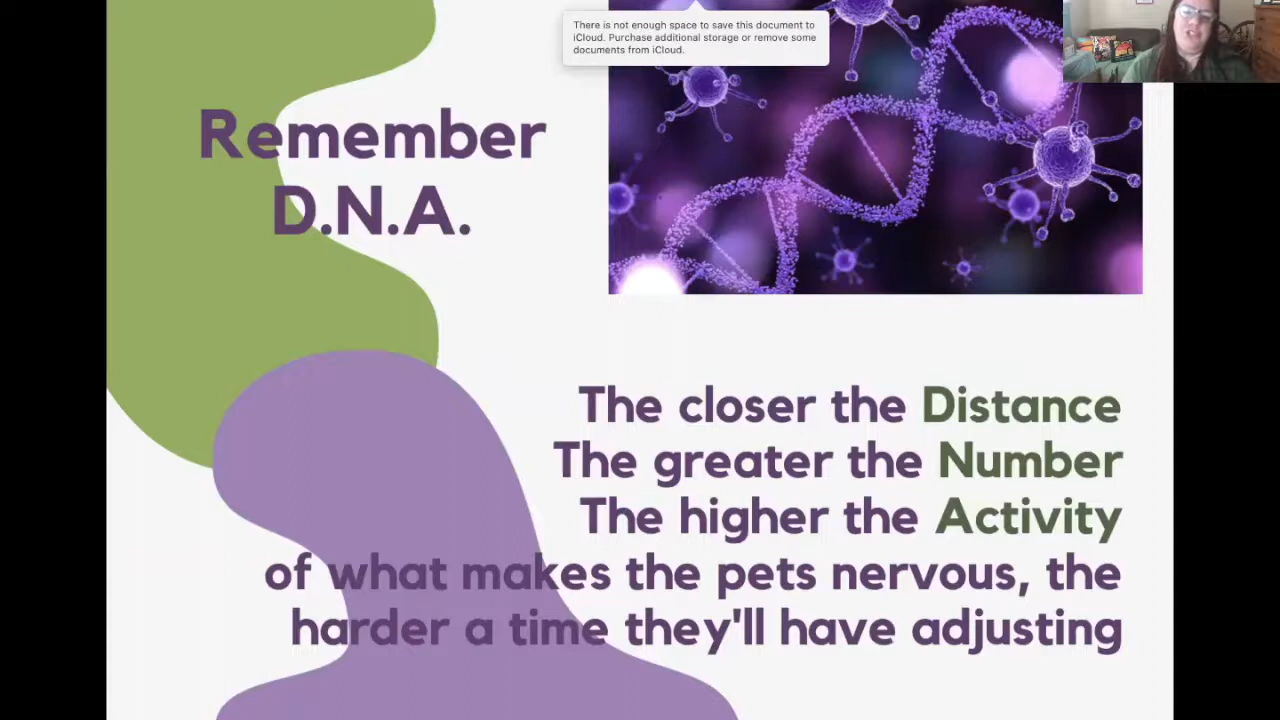 There is not enough space to save this document to
iCloud. Purchase additional storage or remove some
documents from iCloud.
Remember
D.N.A.
The closer the Distance
The greater the Number
The higher the Activity
of what makes the pets nervous, the
harder a time they'll have adjusting